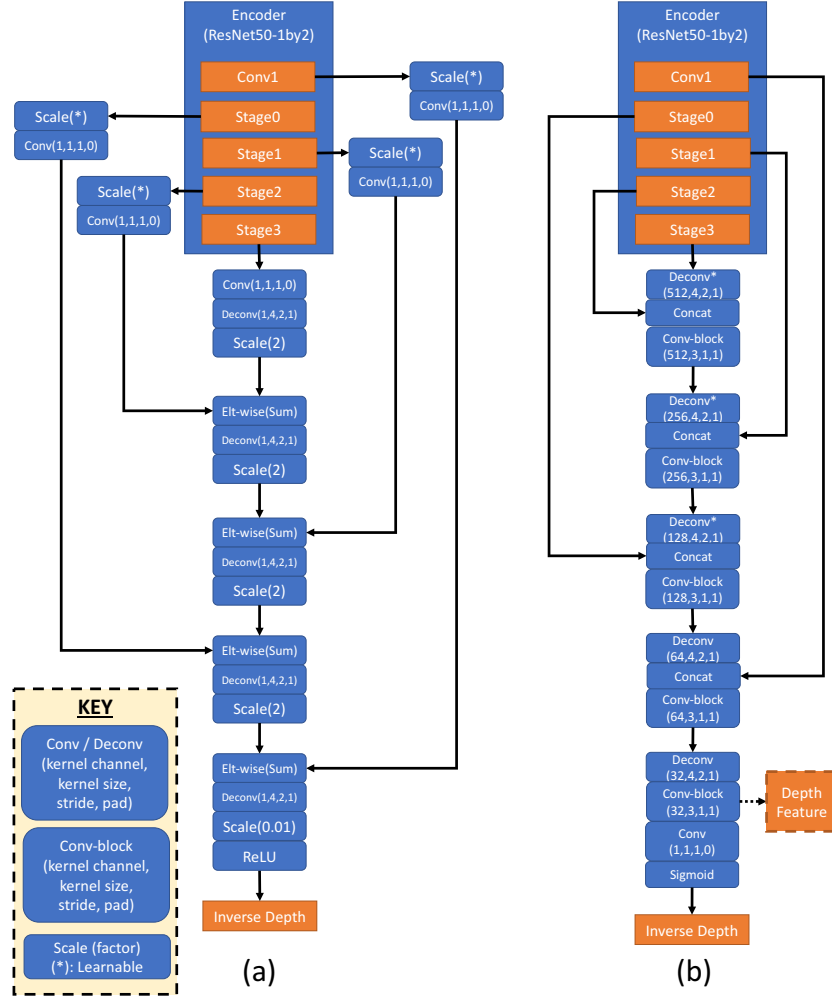 Encoder
(ResNet50-1by2)
Conv1
Stage0
Stage1
Stage2
Stage3
Scale(*)
Conv(1,1,1,0)
Scale(*)
Conv(1,1,1,0)
Scale(*)
Conv(1,1,1,0)
Scale(*)
Conv(1,1,1,0)
Conv(1,1,1,0)
Deconv(1,4,2,1)
Scale(2)
Elt-wise(Sum)
Deconv(1,4,2,1)
Scale(2)
Elt-wise(Sum)
Deconv(1,4,2,1)
Scale(2)
Elt-wise(Sum)
Deconv(1,4,2,1)
Scale(2)
Elt-wise(Sum)
Deconv(1,4,2,1)
Scale(0.01)
ReLU
Inverse Depth
(a)
KEY
Conv / Deconv
(kernel channel,
kernel size,
stride, pad)
Conv-block
(kernel channel,
kernel size,
stride, pad)
Scale (factor)
(*): Learnable
Encoder
(ResNet50-1by2)
Conv1
Stage0
Stage1
Stage2
Stage3
Deconv*
(512,4,2,1)
Concat
Conv-block
(512,3,1,1)
Deconv*
(256,4,2,1)
Concat
Conv-block
(256,3,1,1)
Deconv*
(128,4,2,1)
Concat
Conv-block
(128,3,1,1)
Deconv
(64,4,2,1)
Concat
Conv-block
(64,3,1,1)
Deconv
(32,4,2,1)
Conv-block
(32,3,1,1)
Conv
(1,1,1,0)
Sigmoid
Depth
Feature
Inverse Depth
(b)